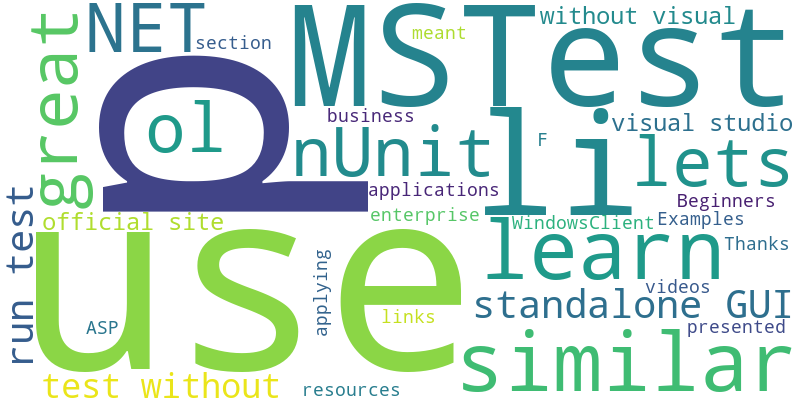 NET
section
MSTest
meant
without visual
great
p
ol
business
nUnit
li
F
visual studio
lets
applications
Beginners
run test
official site
enterprise
WindowsClient
Examples
use
learn
Thanks
applying
videos
standalone GUI
ASP
links
presented
similar
test without
resources